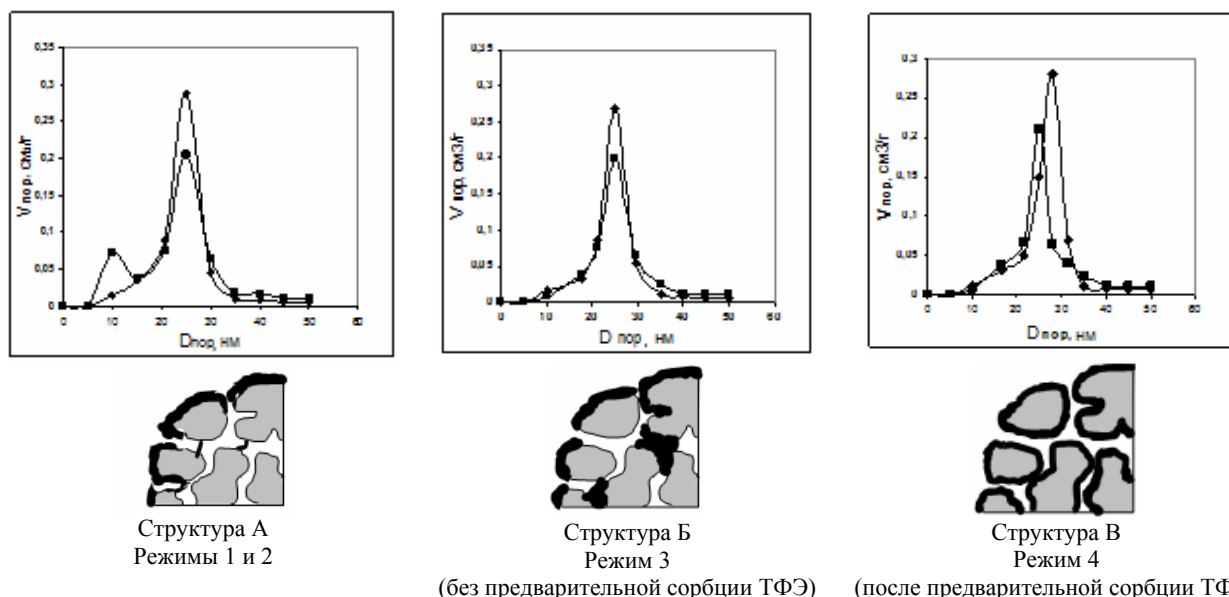 0,35
0,3
0,25
0,2
0,15
0,1
0,05
0
V пор, см³/г
0 10 20 30 40 50 60
Dпор, нм
0,35
0,3
0,25
0,2
0,15
0,1
0,05
0
V пор, см3/г
0 10 20 30 40 50 60
D пор, нм
0,3
0,25
0,2
0,15
0,1
0,05
0
V пор, см3/г
0 10 20 30 40 50 60
D пор, нм
Структура А
Режимы 1 и 2
Структура Б
Режим 3
(без предварительной сорбции ТФЭ)
Структура В
Режим 4
(после предварительной сорбции ТФ